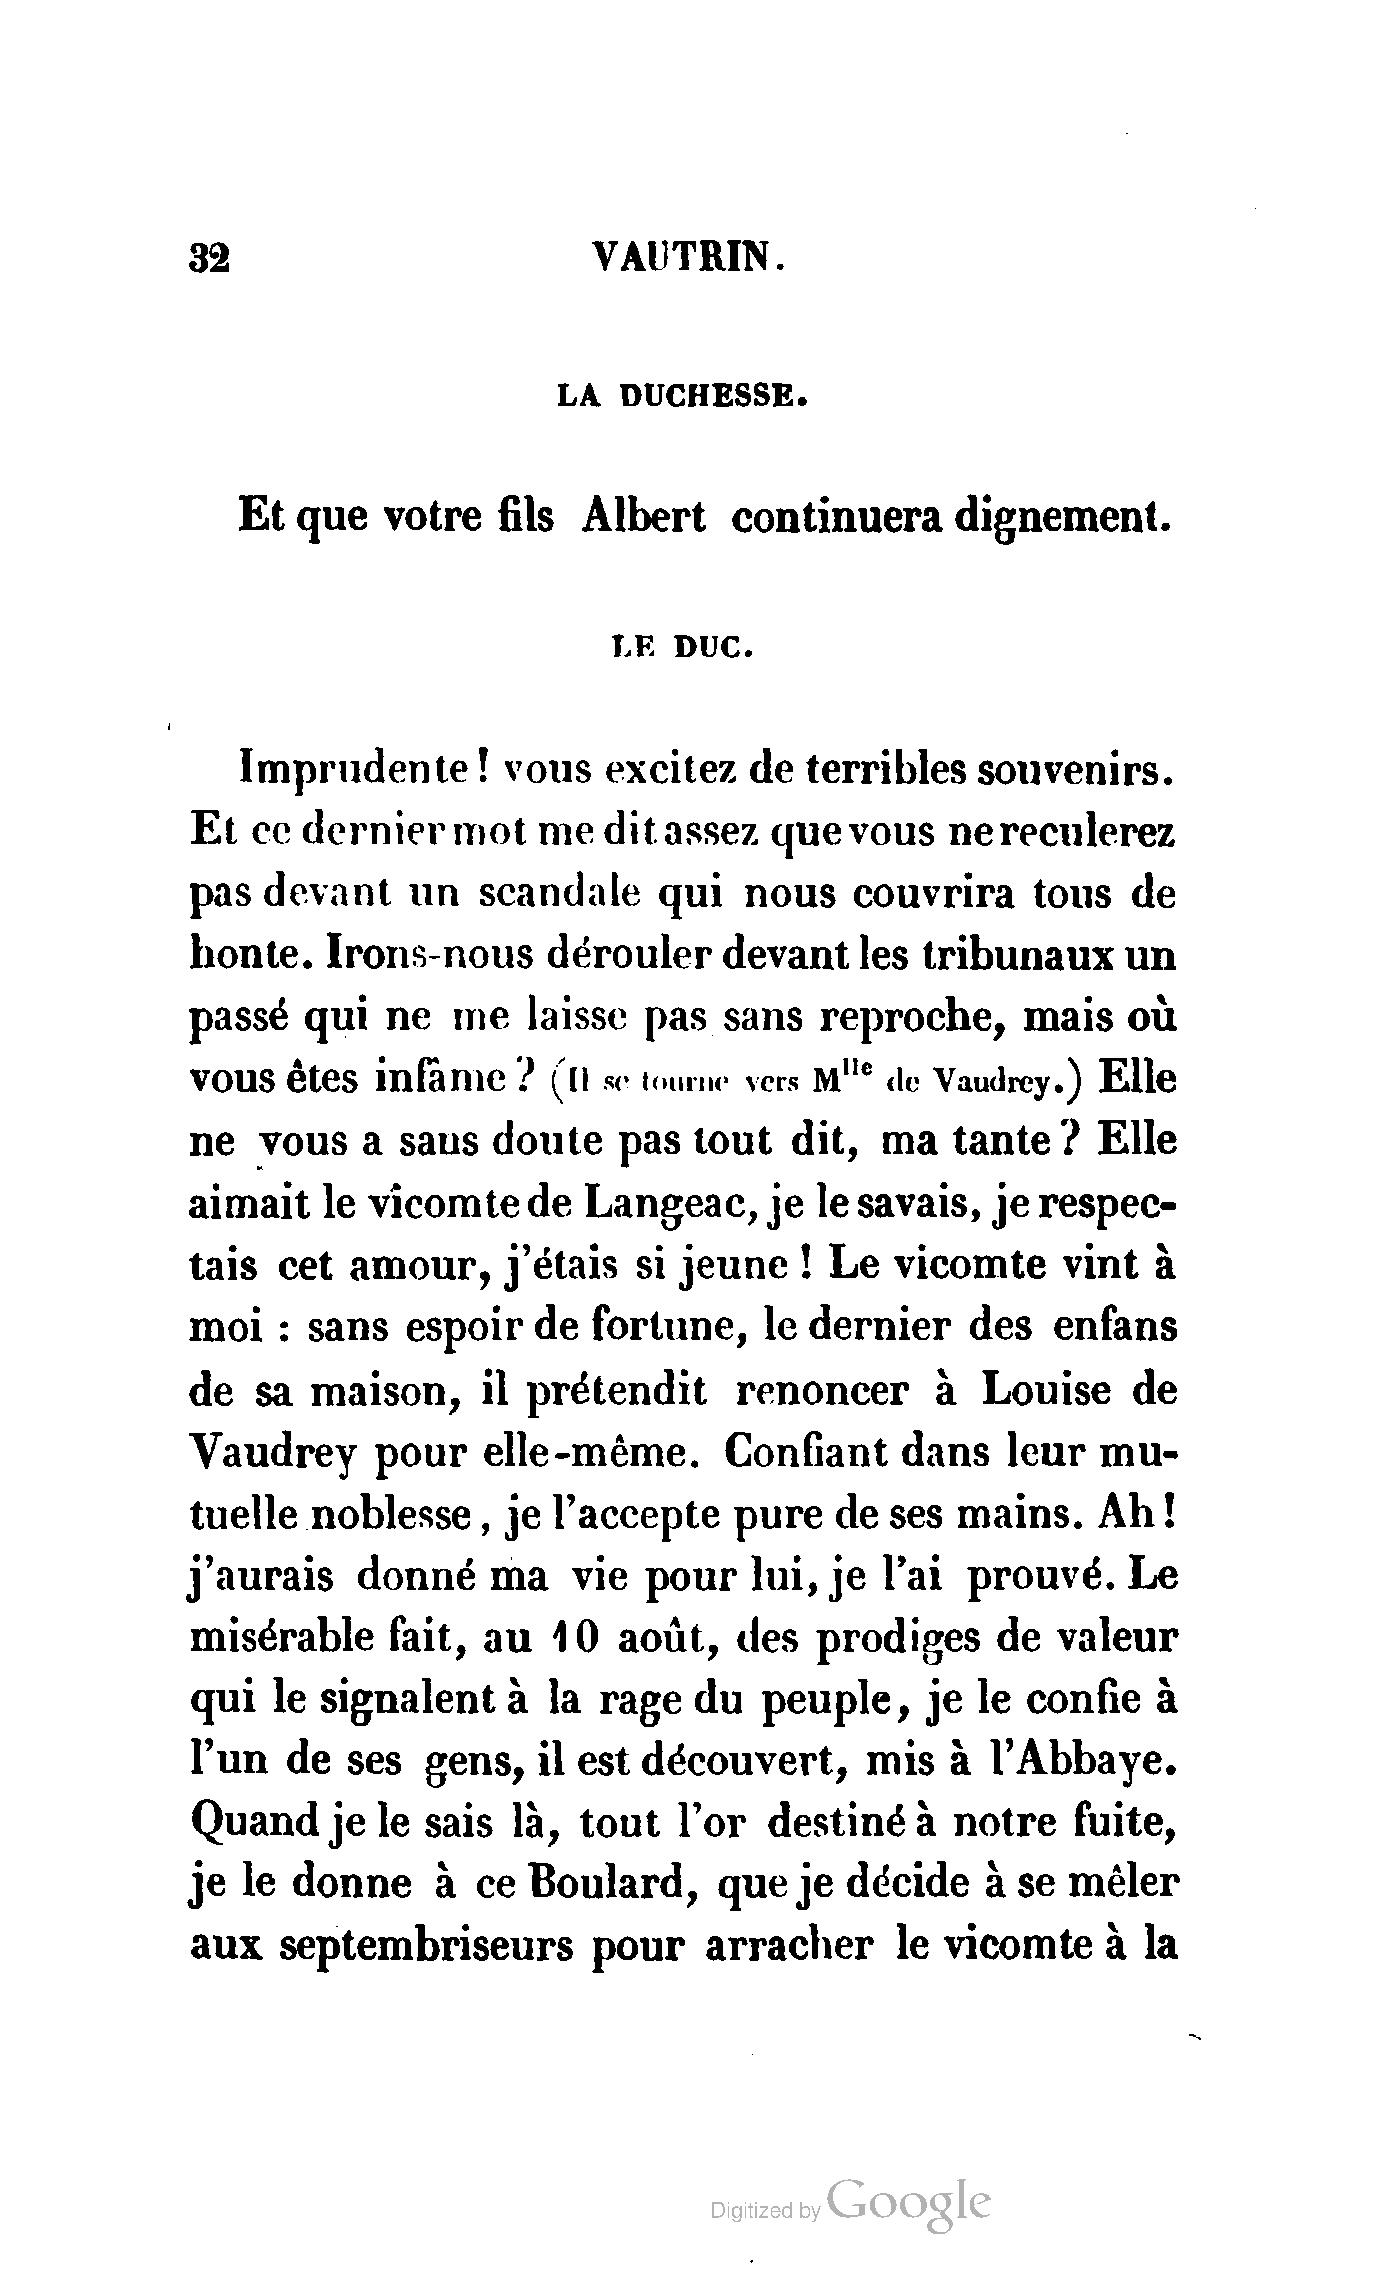 32 VAUTRIN.
LA DUCHESSE.
Et que votre fils Albert continuera dignement.
LE DUC.
Imprudente ! vous excitez de terribles souvenirs.
Et ce dernier mot me dit assez que vous ne reculerez
pas devant un scandale qui nous couvrira tous de
honte. Irons-nous dérouler devant les tribunaux un
passé qui ne me laisse pas sans reproche, mais où
vous êtes infâme ? (Il se tourne vers Mlle de Vaudrey.) Elle
ne vous a sans doute pas tout dit, ma tante ? Elle
aimait le vicomte de Langeac, je le savais, je respec-
tais cet amour, j'étais si jeune ! Le vicomte vint à
moi : sans espoir de fortune, le dernier des enfans
de sa maison, il prétendit renoncer à Louise de
Vaudrey pour elle-même. Confiant dans leur mu-
tuelle noblesse, je l'accepte pure de ses mains. Ah !
j'aurais donné ma vie pour lui, je l'ai prouvé. Le
misérable fait, au 10 août, des prodiges de valeur
qui le signalent à la rage du peuple, je le confie à
l'un de ses gens, il est découvert, mis à l'Abbaye.
Quand je le sais là, tout l'or destiné à notre fuite,
je le donne à ce Boulard, que je décide à se mêler
aux septembriseurs pour arracher le vicomte à la
Digitized by Google